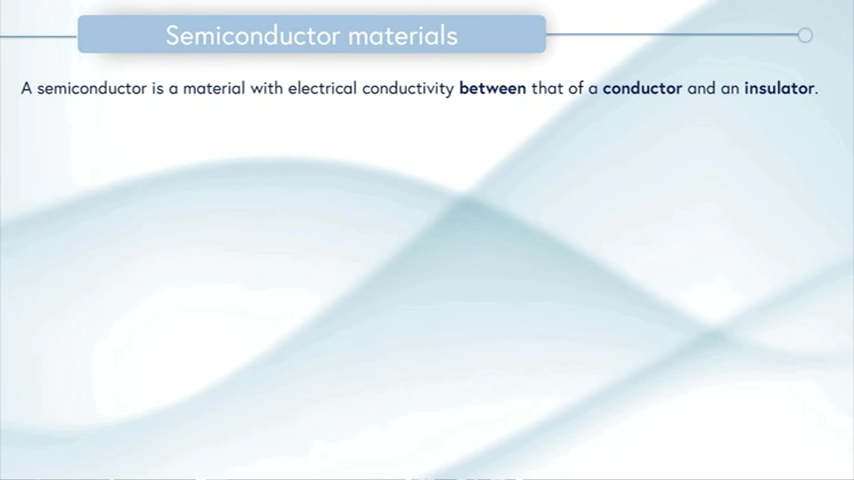 Semiconductor materials
A semiconductor is a material with electrical conductivity between that of a conductor and an insulator.